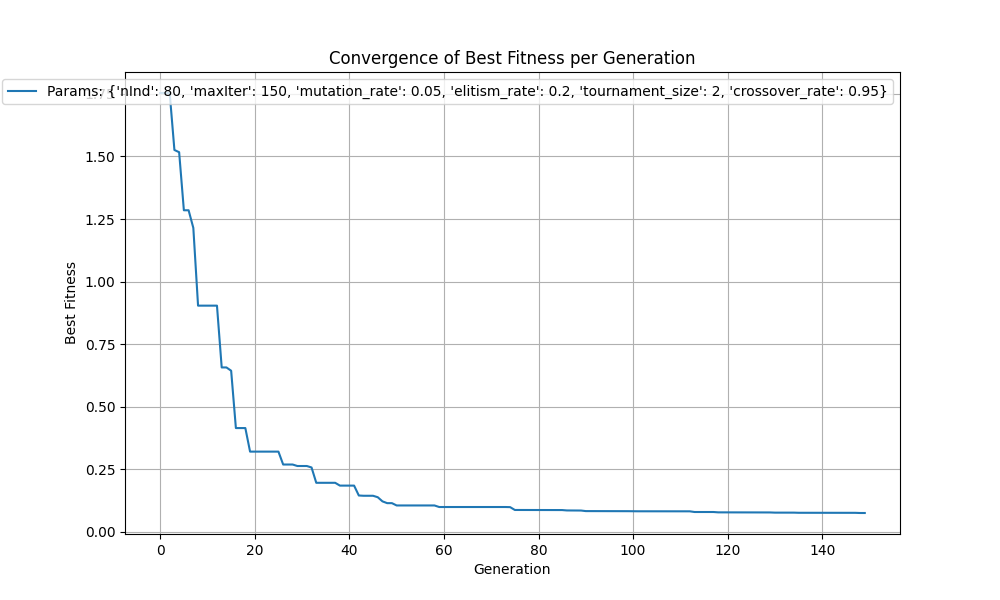 Convergence of Best Fitness per Generation
Params: {'nInd': 80, 'maxIter': 150, 'mutation_rate': 0.05, 'elitism_rate': 0.2, 'tournament_size': 2, 'crossover_rate': 0.95}
1.75
1.50
1.25
1.00
0.75
0.50
0.25
0.00
Best Fitness
0 20 40 60 80 100 120 140
Generation